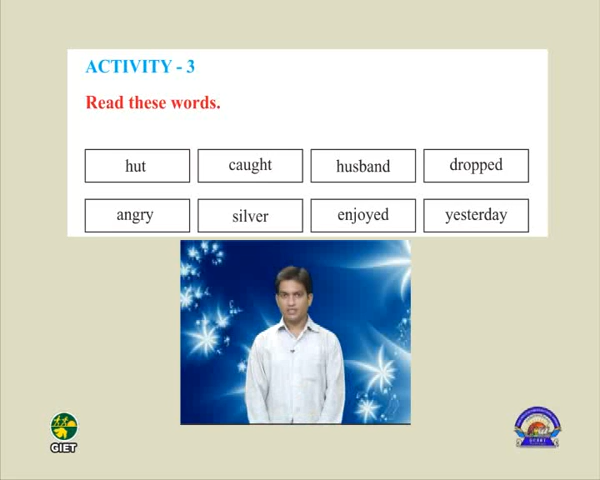 ACTIVITY - 3
Read these words.
hut caught husband dropped
angry silver enjoyed yesterday
GIET